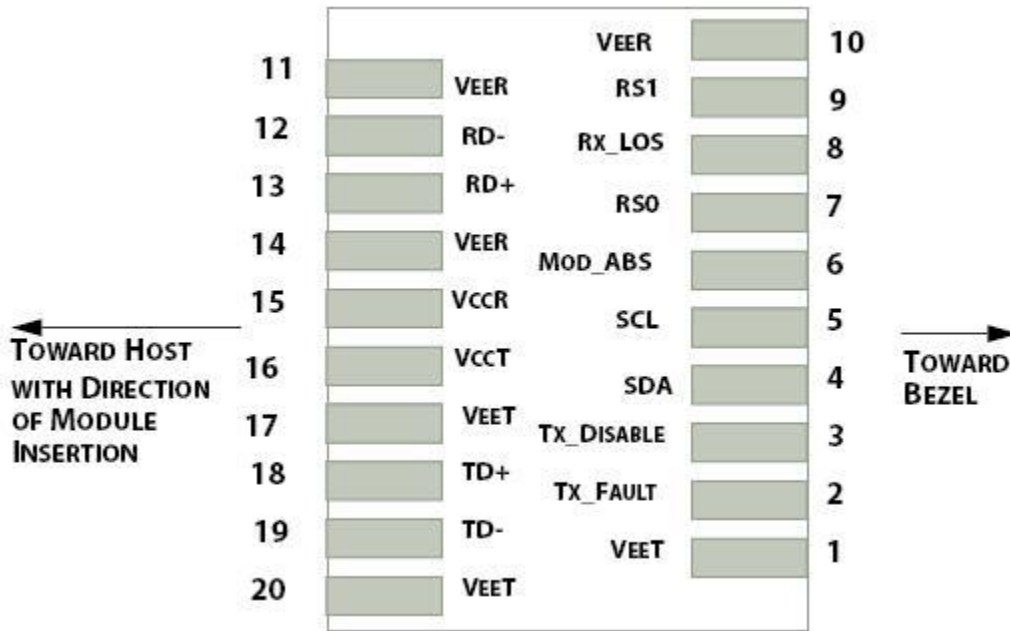 11 VEER
12 RD-
13 RD+
14 VEER
15 VCCR
16 VCCT
17 VEET
18 TD+
19 TD-
20 VEET
VEER 10
RS1 9
RX_LOS 8
RS0 7
MOD_ABS 6
SCL 5
SDA 4
TX_DISABLE 3
TX_FAULT 2
VEET 1
TOWARD HOST
WITH DIRECTION
OF MODULE
INSERTION
TOWARD
BEZEL